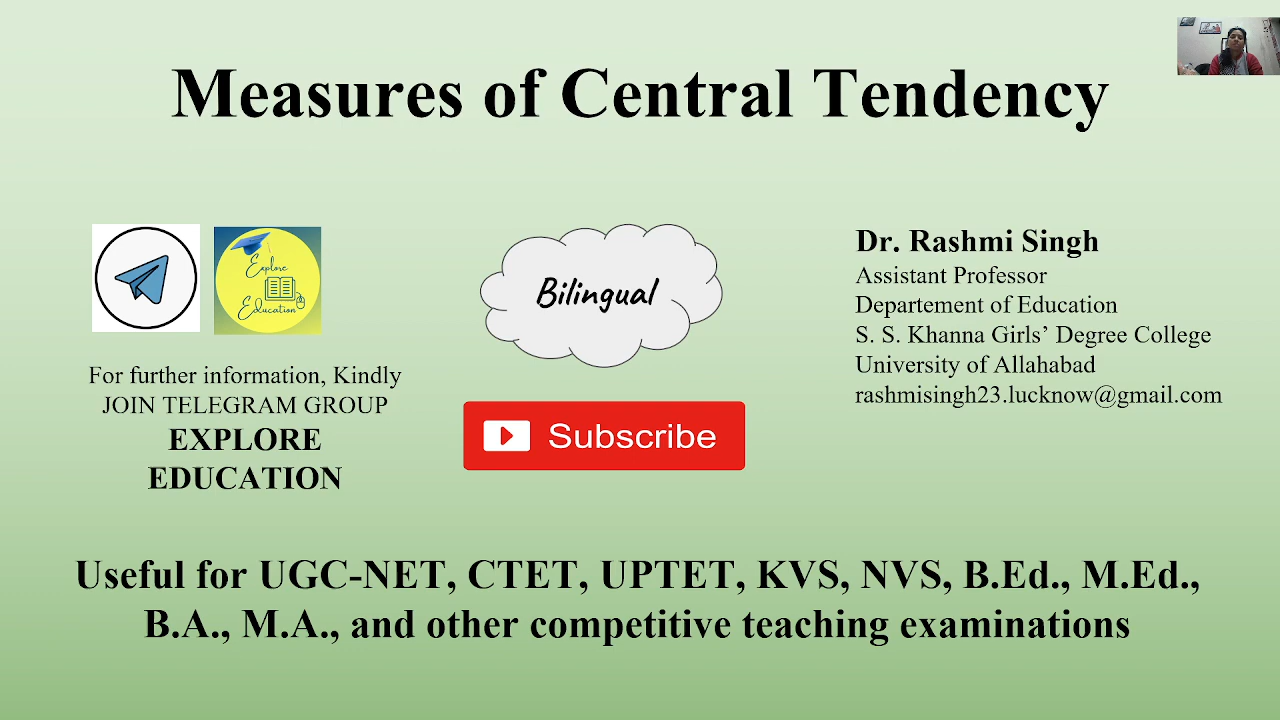 Measures of Central Tendency
Explore
Education
For further information, Kindly
JOIN TELEGRAM GROUP
EXPLORE
EDUCATION
Bilingual
Subscribe
Dr. Rashmi Singh
Assistant Professor
Departement of Education
S. S. Khanna Girls’ Degree College
University of Allahabad
rashmisingh23.lucknow@gmail.com
Useful for UGC-NET, CTET, UPTET, KVS, NVS, B.Ed., M.Ed.,
B.A., M.A., and other competitive teaching examinations